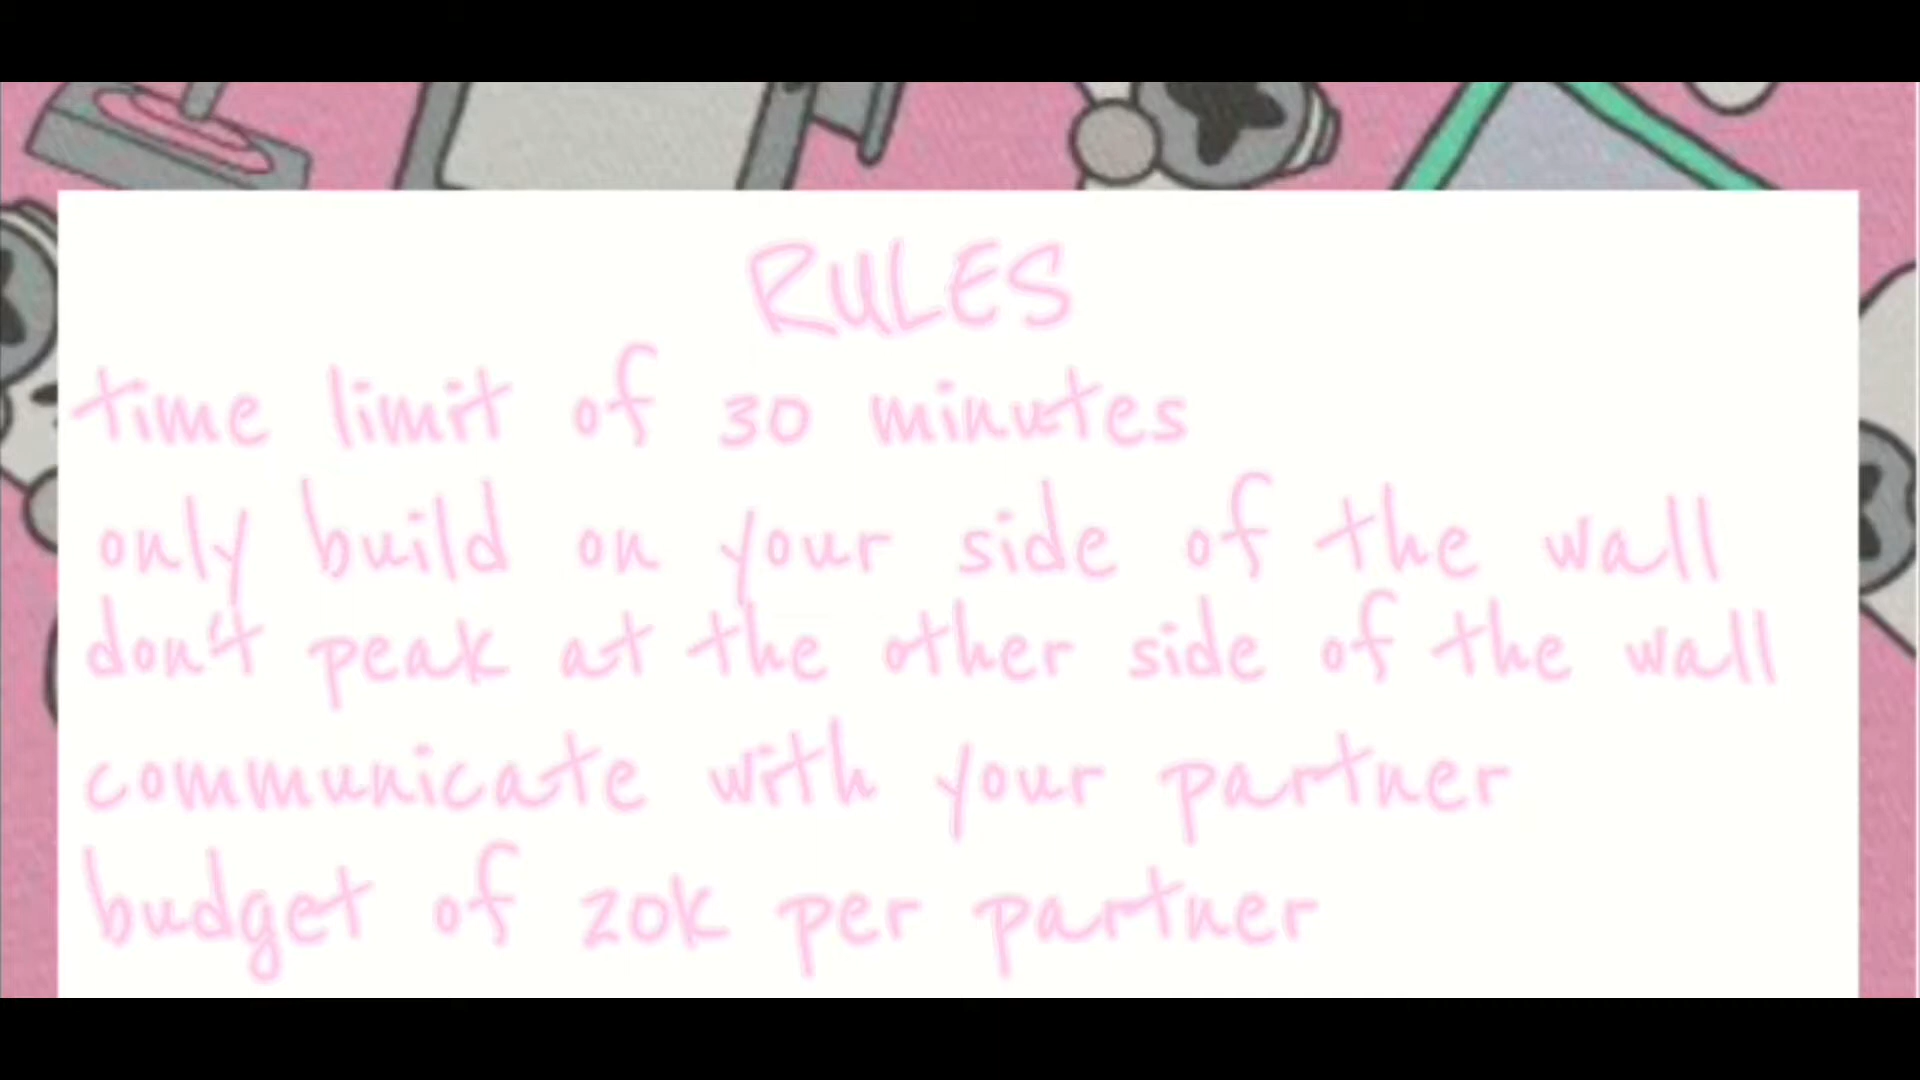 RULES
time limit of 30 minutes
only build on your side of the wall
don't peak at the other side of the wall
communicate with your partner
budget of 20k per partner